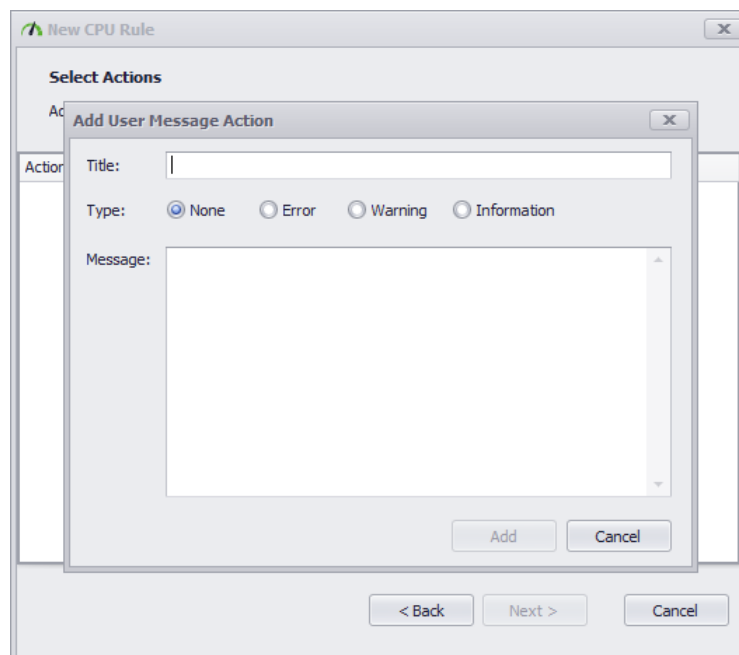 New CPU Rule
Select Actions
Add User Message Action
Action
Title:
Type: None Error Warning Information
Message:
Add Cancel
< Back Next > Cancel